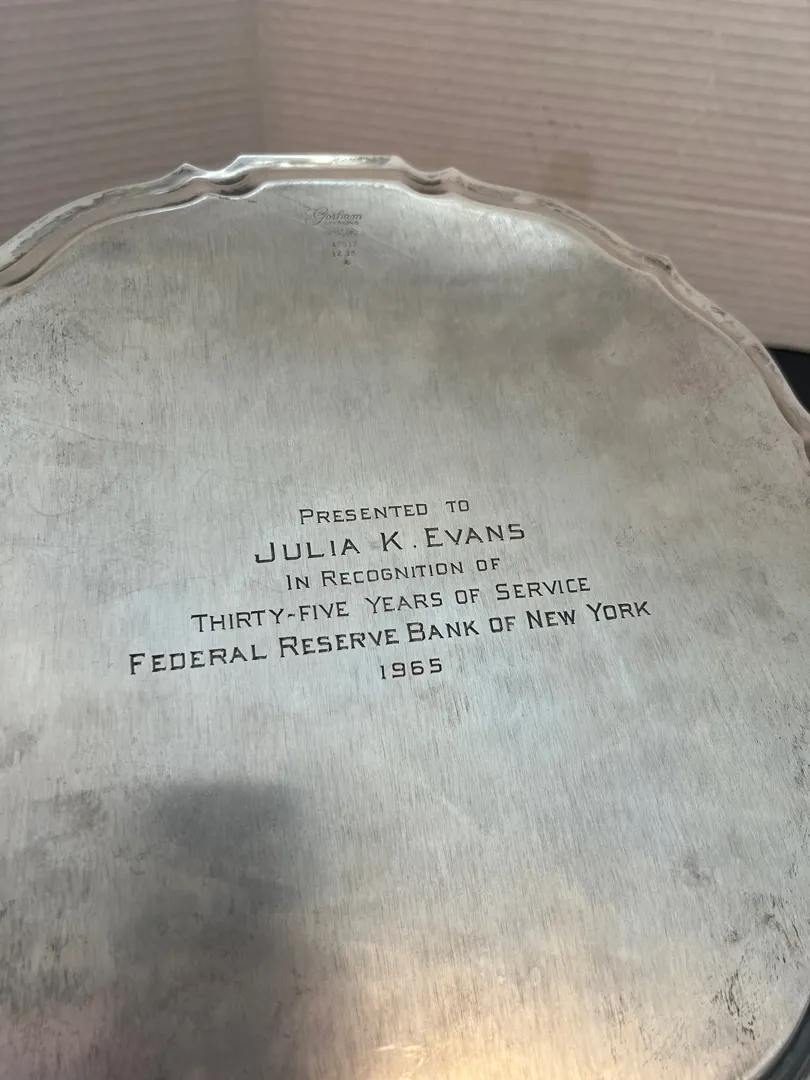 Gorham
PRESENTED TO
JULIA K. EVANS
IN RECOGNITION OF
THIRTY-FIVE YEARS OF SERVICE
FEDERAL RESERVE BANK OF NEW YORK
1965